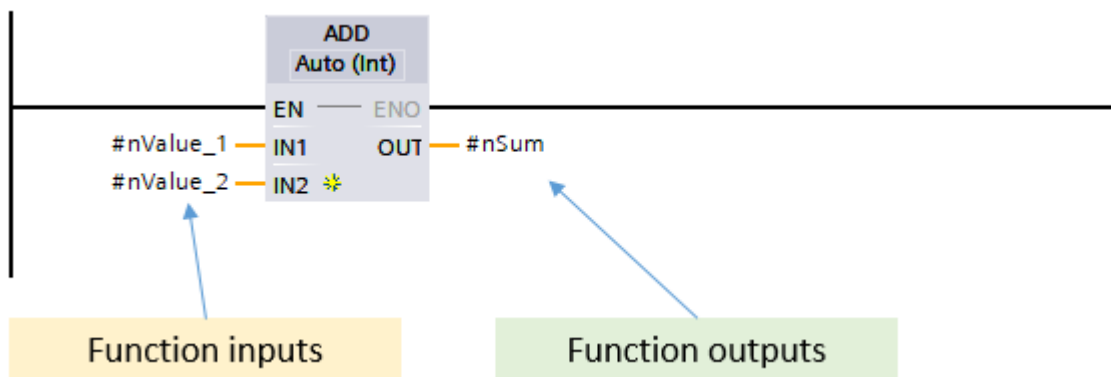 ADD
Auto (Int)
EN ENO
#nValue_1 IN1 OUT #nSum
#nValue_2 IN2
Function inputs
Function outputs